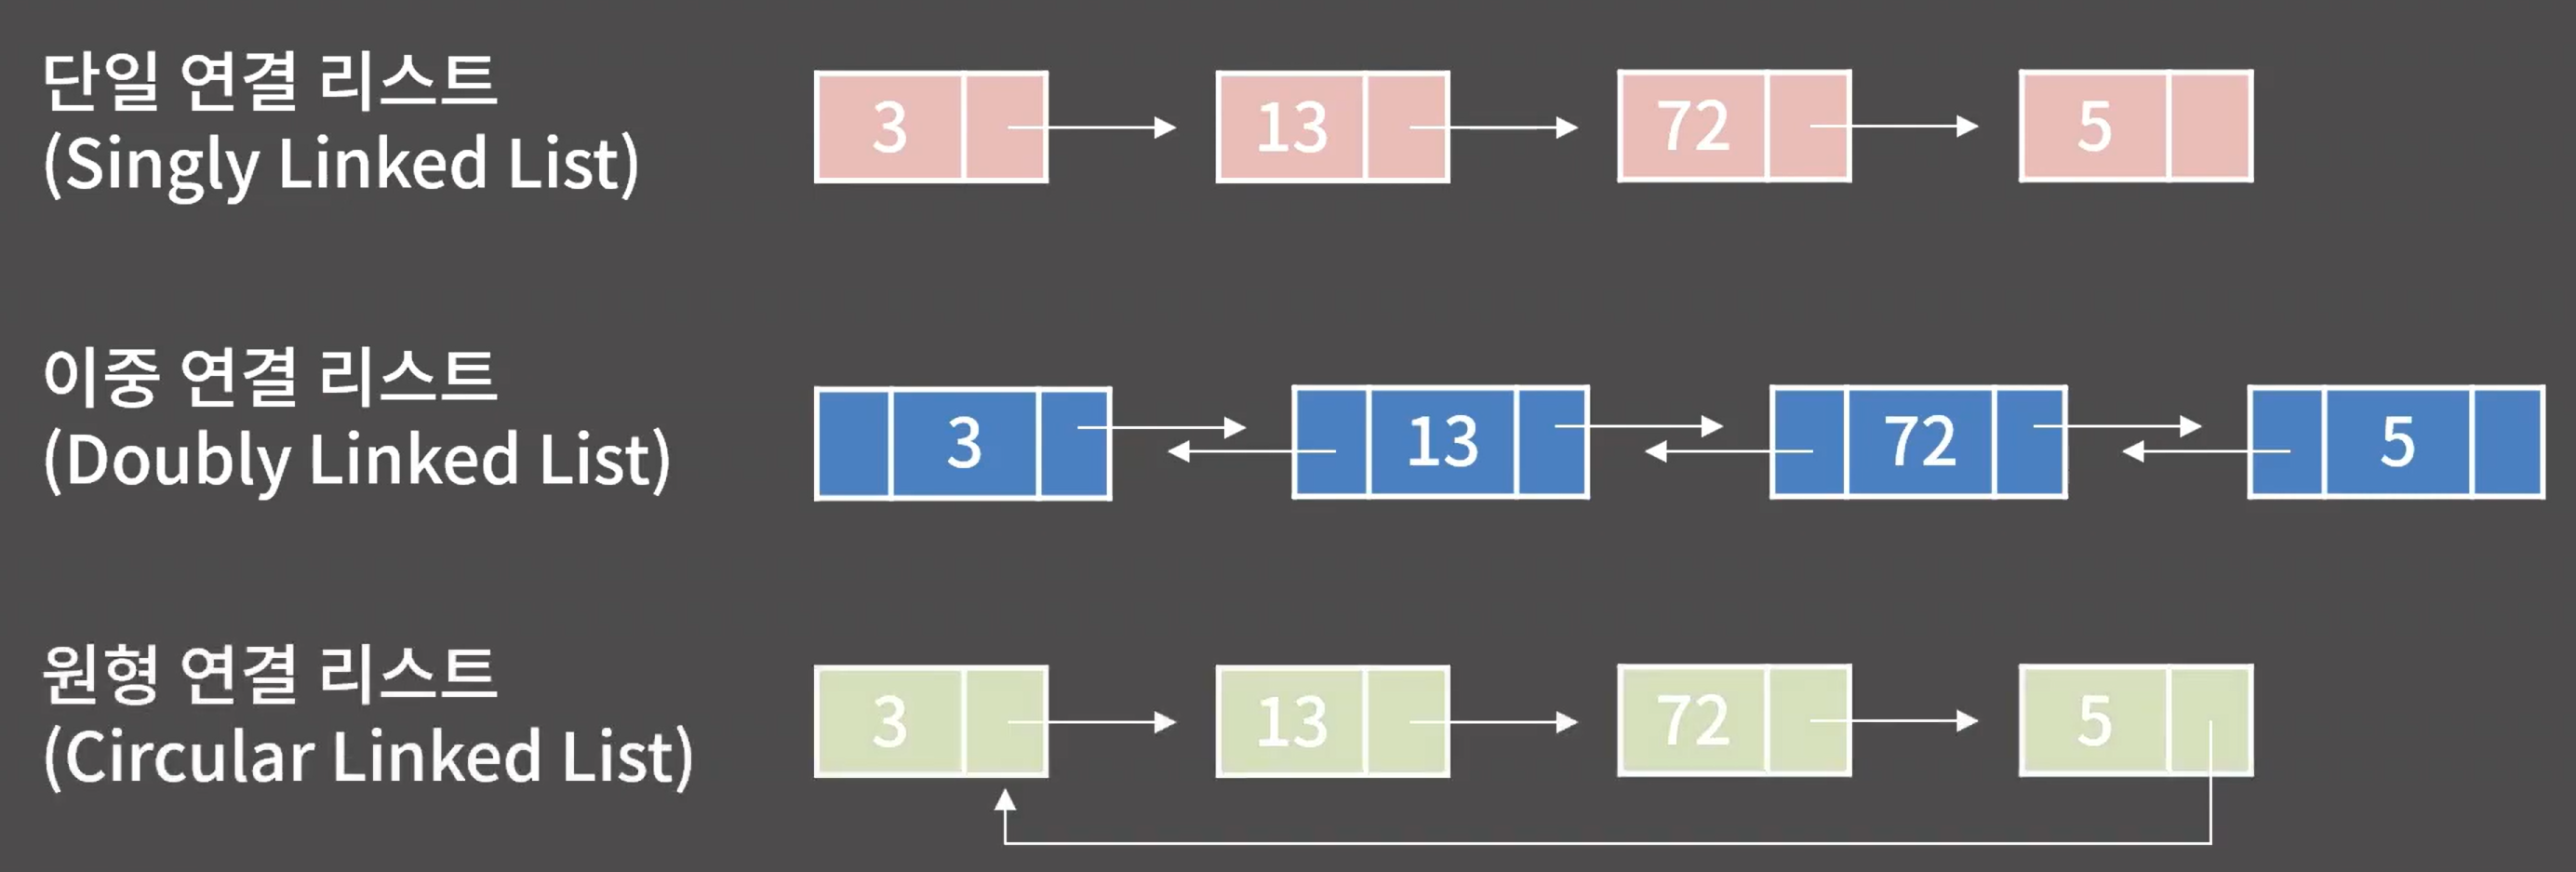 단일 연결 리스트
(Singly Linked List)
3 13 72 5
이중 연결 리스트
(Doubly Linked List)
3 13 72 5
원형 연결 리스트
(Circular Linked List)
3 13 72 5